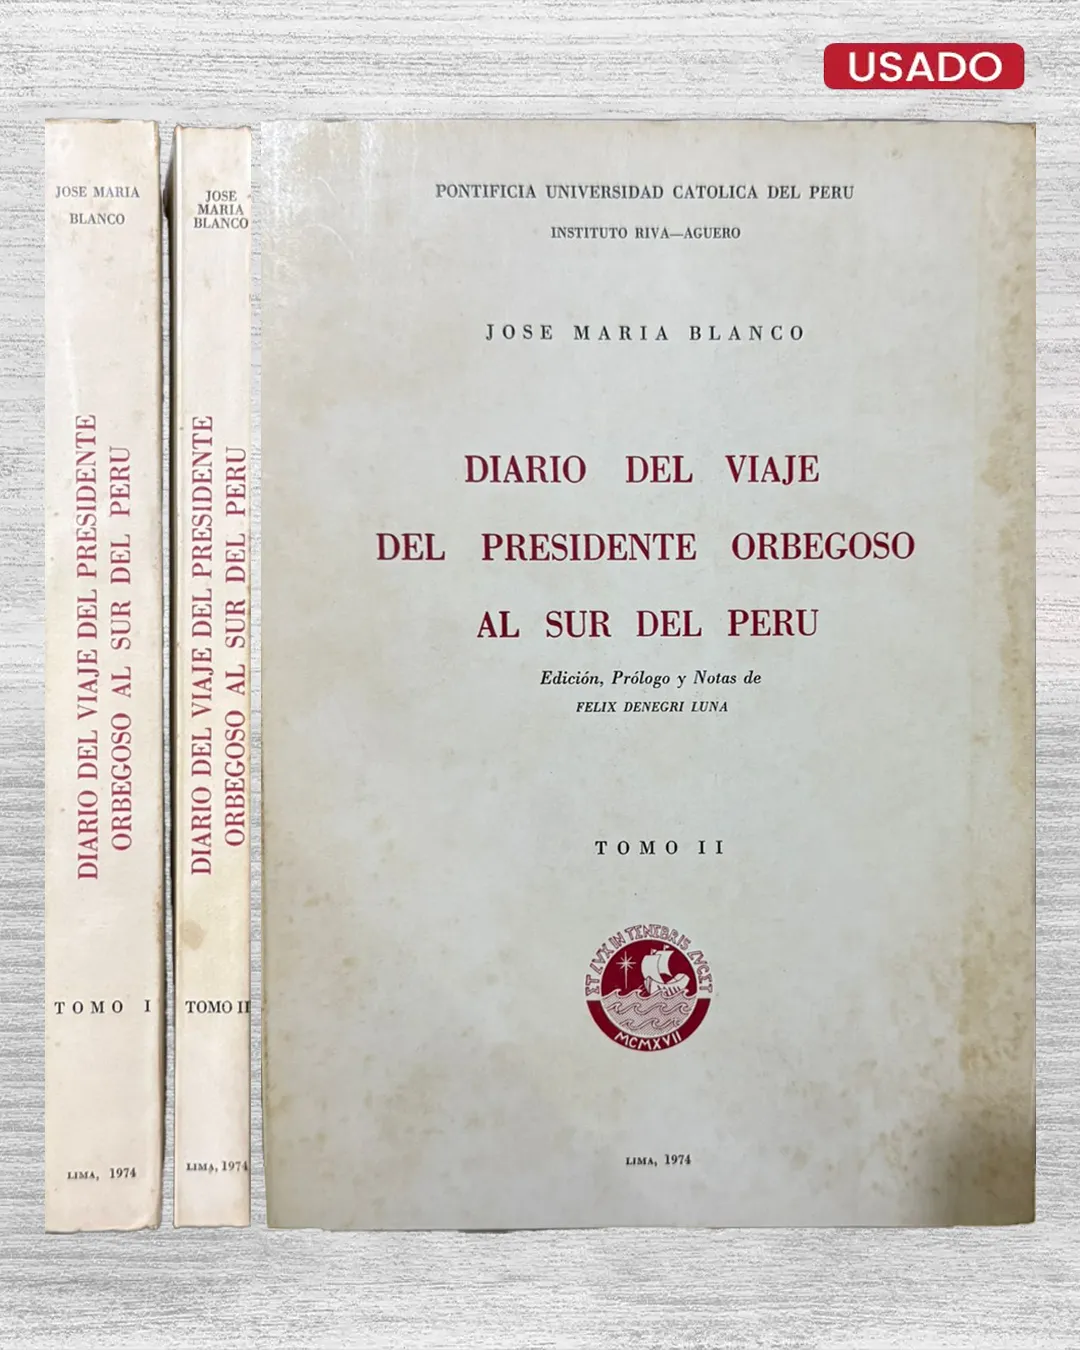 USADO
JOSE MARIA
BLANCO
DIARIO DEL VIAJE DEL PRESIDENTE
ORBEGOSO AL SUR DEL PERU
TOMO I
LIMA, 1974
JOSE
MARIA
BLANCO
DIARIO DEL VIAJE DEL PRESIDENTE
ORBEGOSO AL SUR DEL PERU
TOMO II
LIMA, 1974
PONTIFICIA UNIVERSIDAD CATOLICA DEL PERU
INSTITUTO RIVA—AGUERO
JOSE MARIA BLANCO
DIARIO DEL VIAJE
DEL PRESIDENTE ORBEGOSO
AL SUR DEL PERU
Edición, Prólogo y Notas de
FELIX DENEGRI LUNA
TOMO II
ET LVX IN TENEBRIS LVCET
MCMXVII
LIMA, 1974